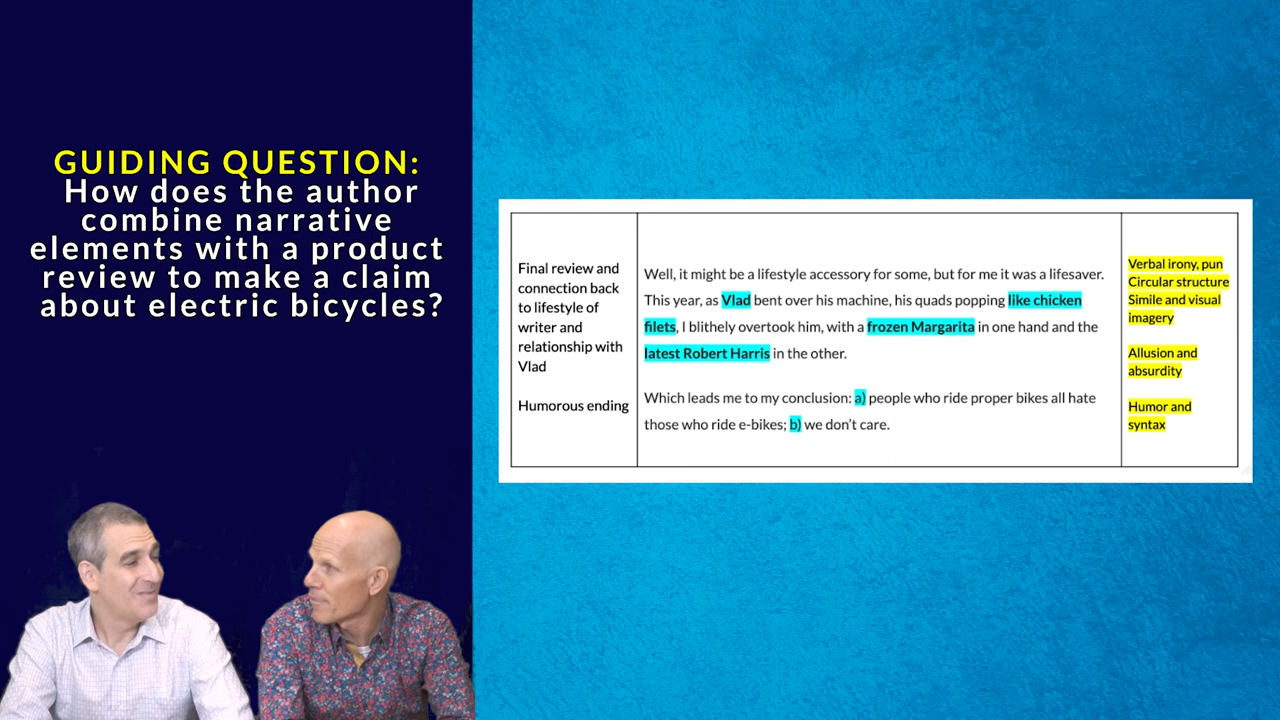 GUIDING QUESTION:
How does the author
combine narrative
elements with a product
review to make a claim
about electric bicycles?
Final review and
connection back
to lifestyle of
writer and
relationship with
Vlad
Humorous ending
Well, it might be a lifestyle accessory for some, but for me it was a lifesaver.
This year, as Vlad bent over his machine, his quads popping like chicken
filets, I blithely overtook him, with a frozen Margarita in one hand and the
latest Robert Harris in the other.
Which leads me to my conclusion: a) people who ride proper bikes all hate
those who ride e-bikes; b) we don't care.
Verbal irony, pun
Circular structure
Simile and visual
imagery
Allusion and
absurdity
Humor and
syntax